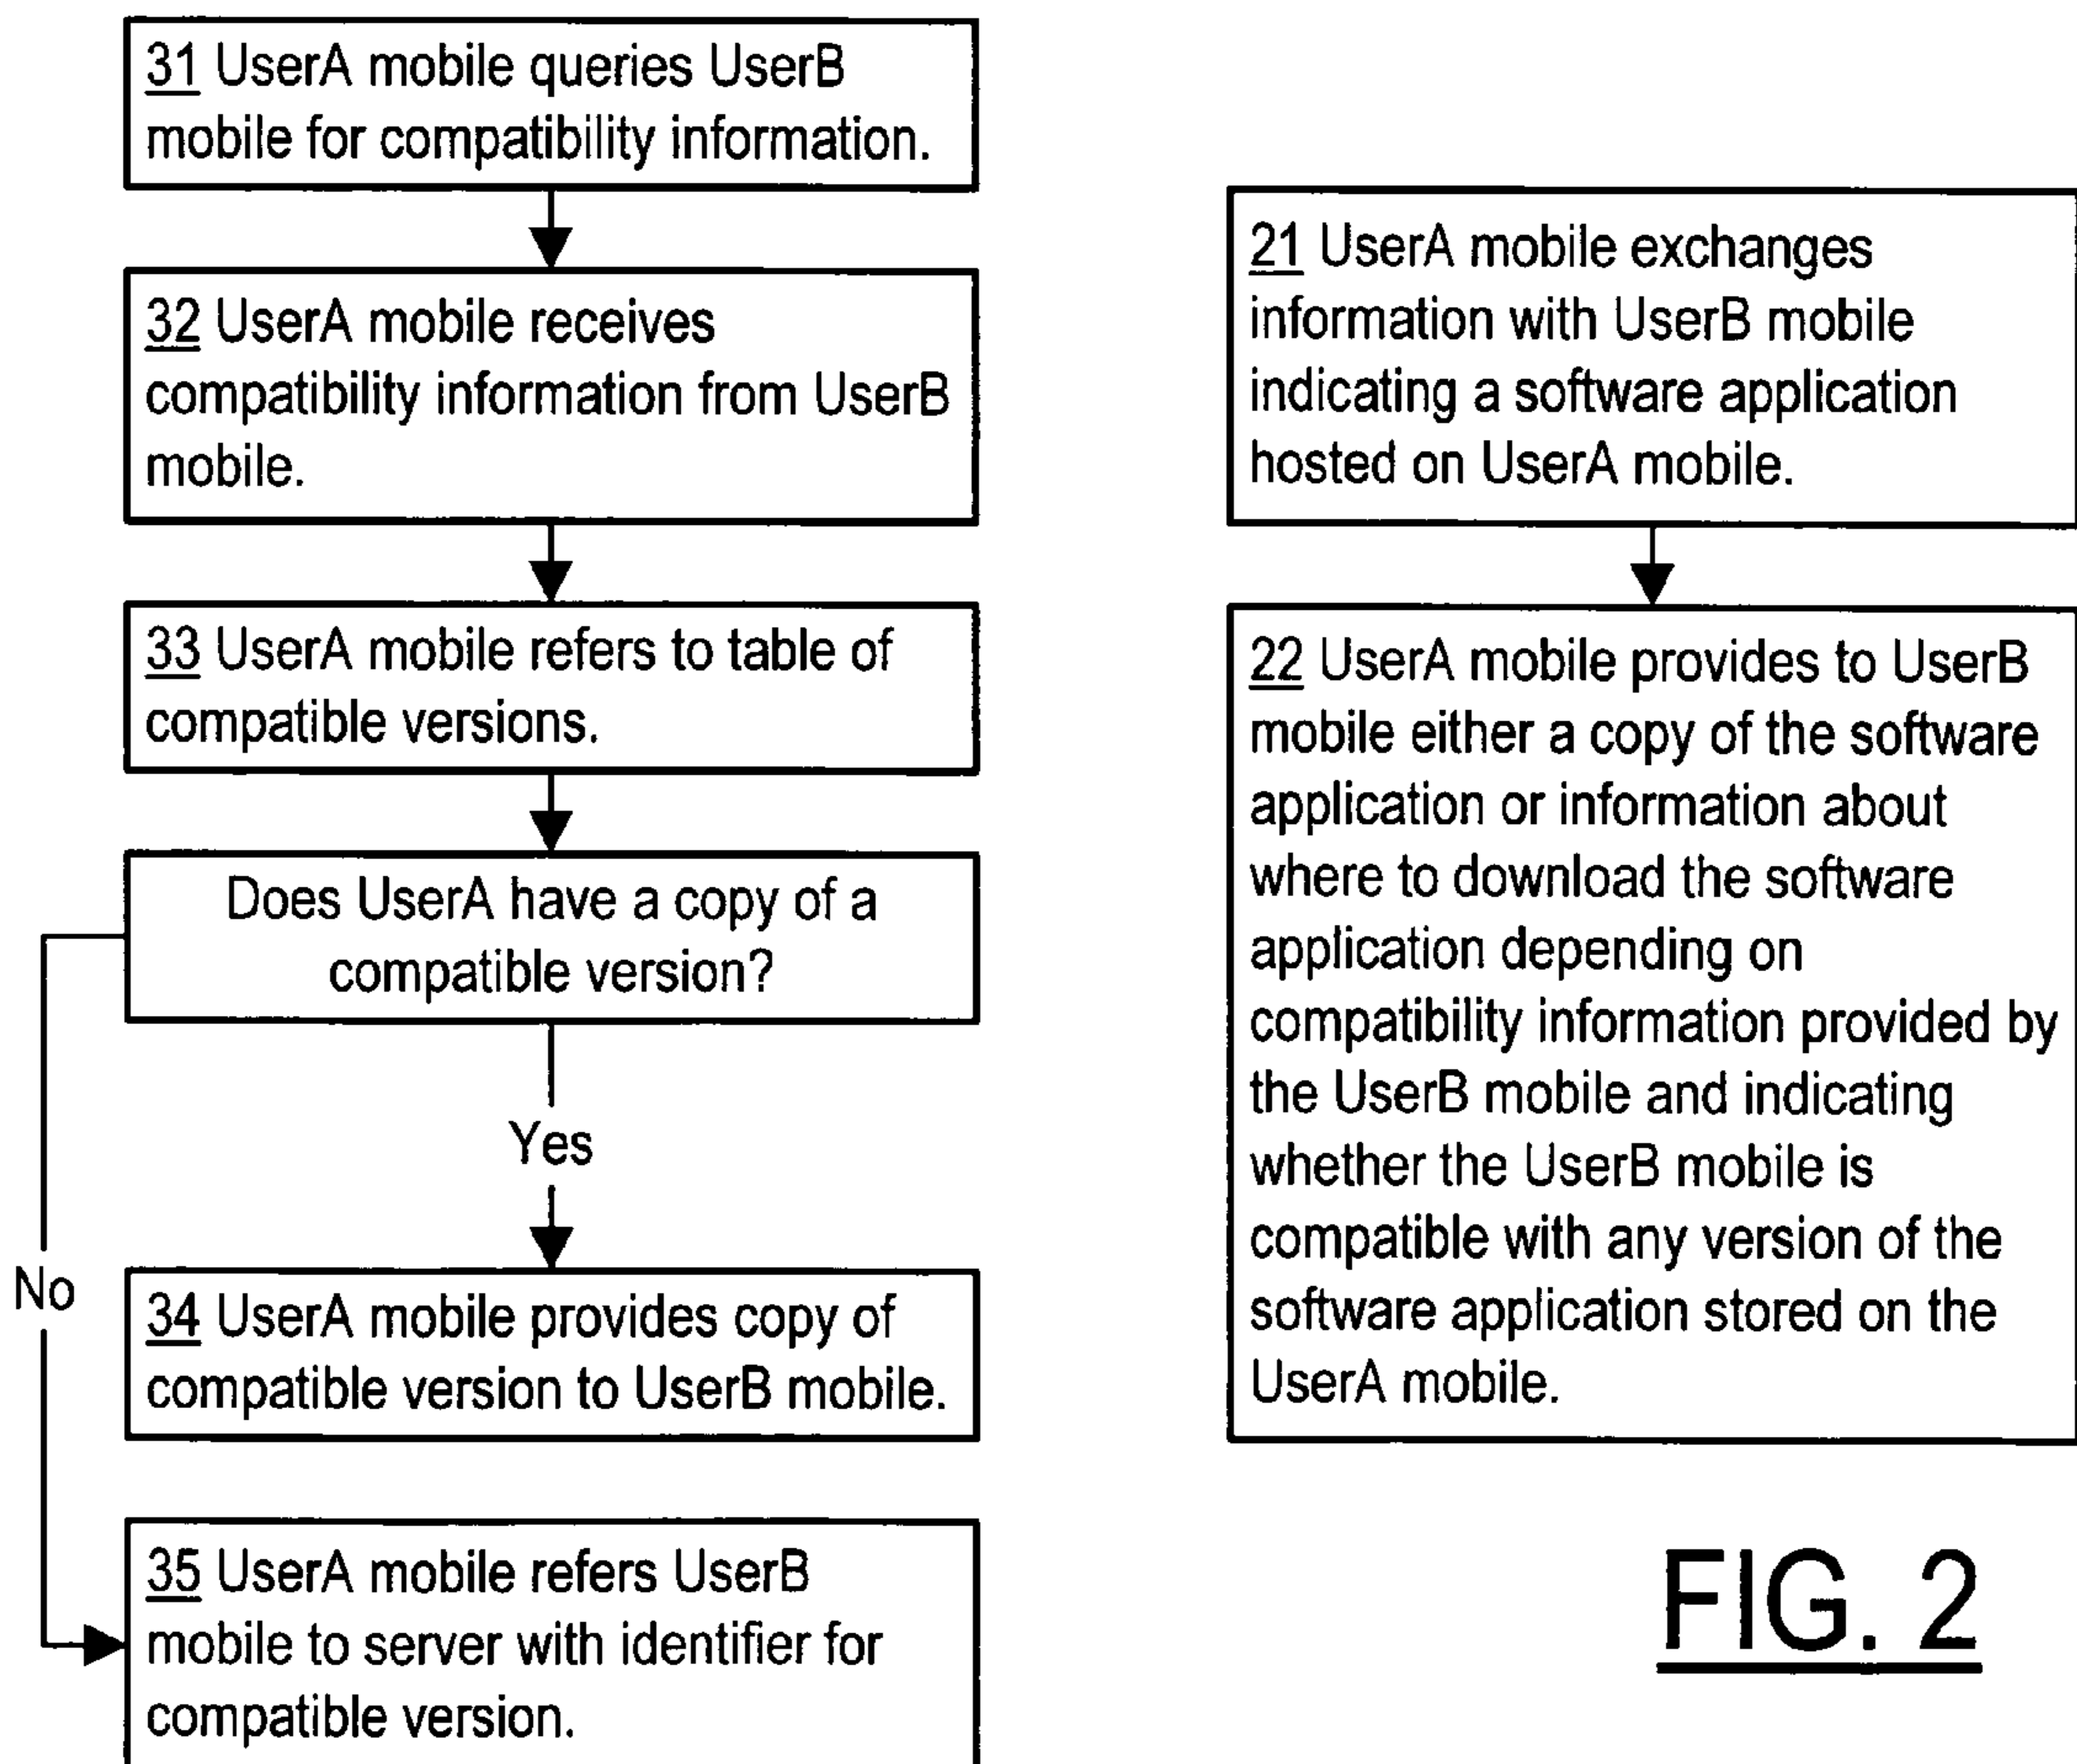 31 UserA mobile queries UserB
mobile for compatibility information.
32 UserA mobile receives
compatibility information from UserB
mobile.
33 UserA mobile refers to table of
compatible versions.
Does UserA have a copy of a
compatible version?
Yes
No
34 UserA mobile provides copy of
compatible version to UserB mobile.
35 UserA mobile refers UserB
mobile to server with identifier for
compatible version.
21 UserA mobile exchanges
information with UserB mobile
indicating a software application
hosted on UserA mobile.
22 UserA mobile provides to UserB
mobile either a copy of the software
application or information about
where to download the software
application depending on
compatibility information provided by
the UserB mobile and indicating
whether the UserB mobile is
compatible with any version of the
software application stored on the
UserA mobile.
FIG. 2